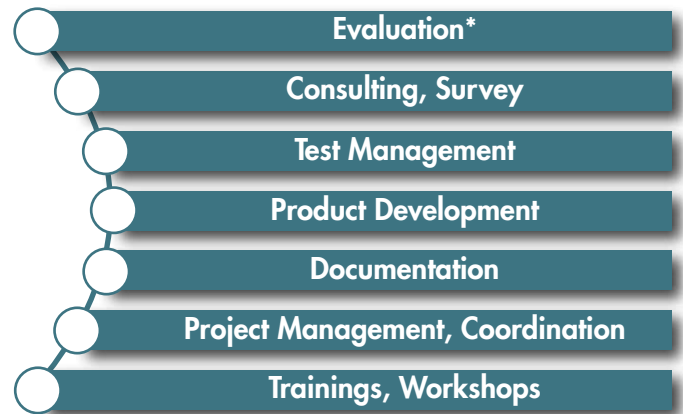 Evaluation*
Consulting, Survey
Test Management
Product Development
Documentation
Project Management, Coordination
Trainings, Workshops